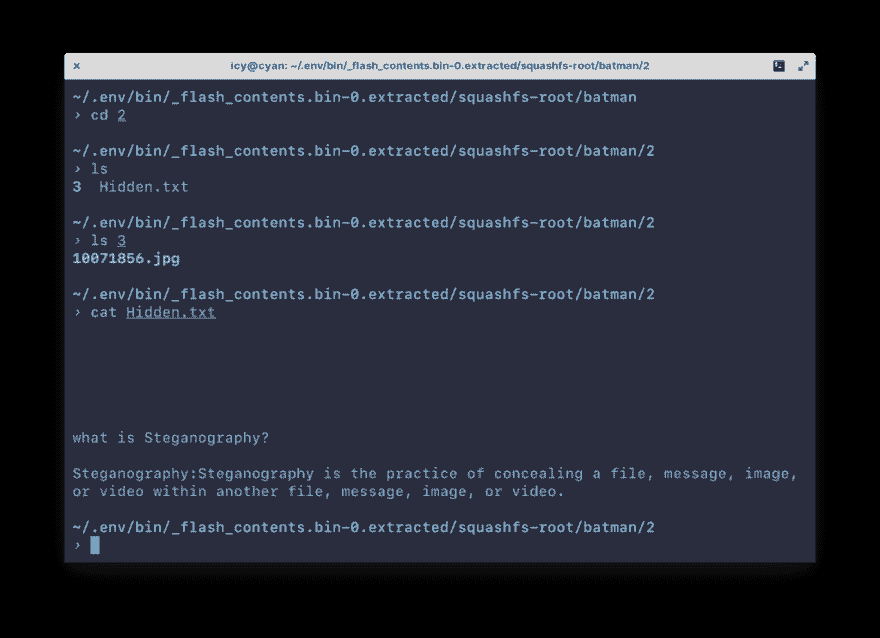 icy@cyan: ~/.env/bin/_flash_contents.bin-0.extracted/squashfs-root/batman/2
~/.env/bin/_flash_contents.bin-0.extracted/squashfs-root/batman
› cd 2
~/.env/bin/_flash_contents.bin-0.extracted/squashfs-root/batman/2
› ls
3  Hidden.txt
~/.env/bin/_flash_contents.bin-0.extracted/squashfs-root/batman/2
› ls 3
10071856.jpg
~/.env/bin/_flash_contents.bin-0.extracted/squashfs-root/batman/2
› cat Hidden.txt
what is Steganography?
Steganography:Steganography is the practice of concealing a file, message, image,
or video within another file, message, image, or video.
~/.env/bin/_flash_contents.bin-0.extracted/squashfs-root/batman/2
›